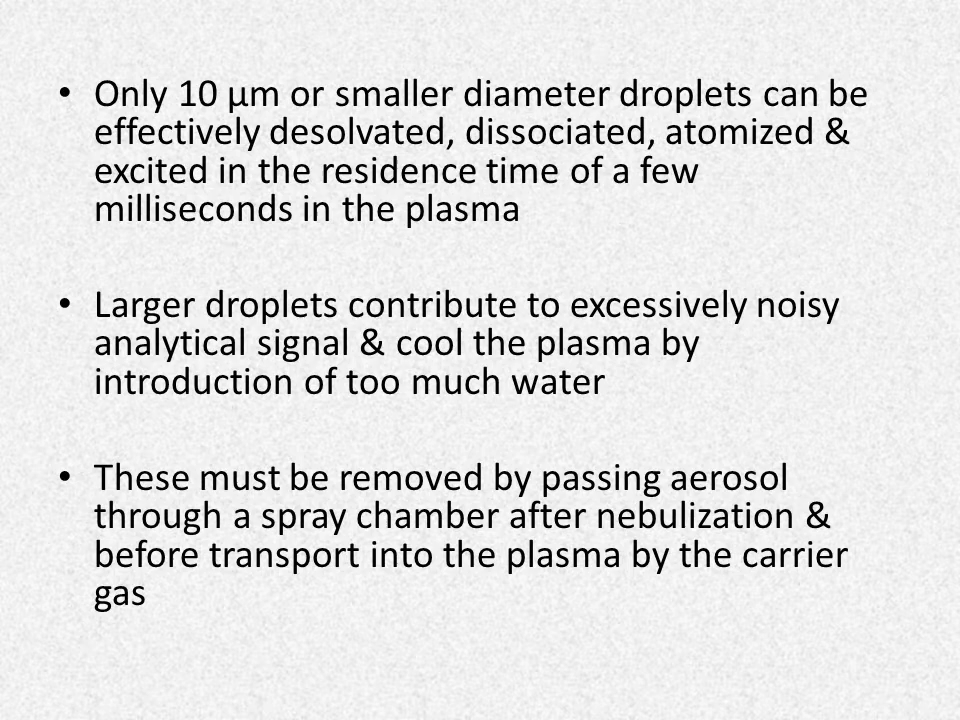 • Only 10 µm or smaller diameter droplets can be
effectively desolvated, dissociated, atomized &
excited in the residence time of a few
milliseconds in the plasma
• Larger droplets contribute to excessively noisy
analytical signal & cool the plasma by
introduction of too much water
• These must be removed by passing aerosol
through a spray chamber after nebulization &
before transport into the plasma by the carrier
gas